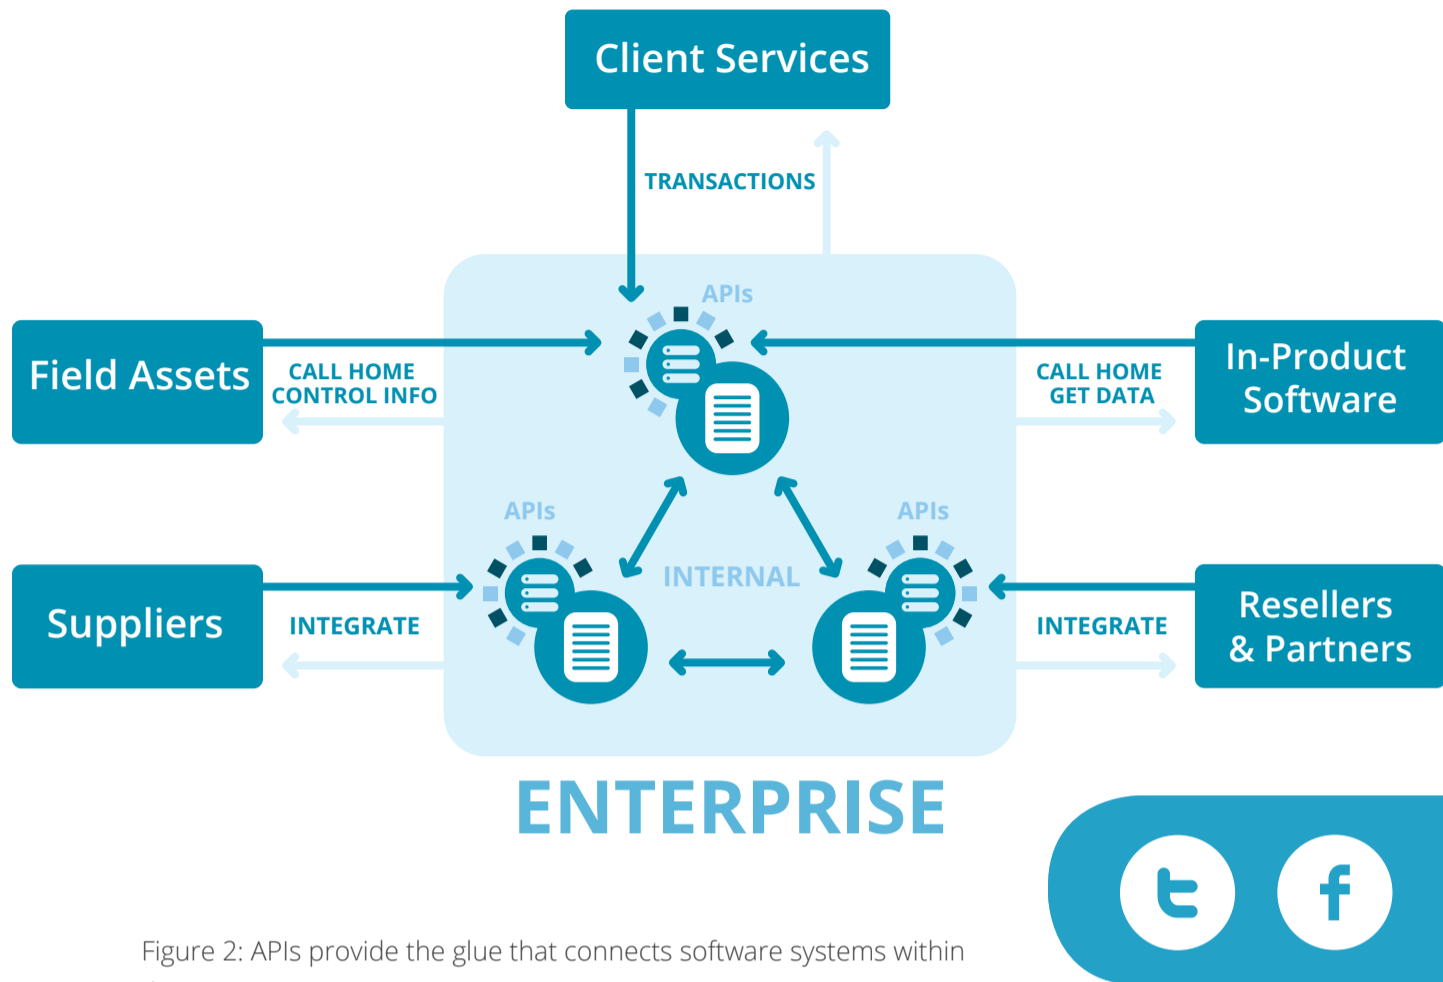 Client Services
TRANSACTIONS
APIs
Field Assets
CALL HOME
CONTROL INFO
CALL HOME
GET DATA
In-Product
Software
APIs
APIs
INTERNAL
Suppliers
INTEGRATE
INTEGRATE
Resellers
& Partners
ENTERPRISE
Figure 2: APIs provide the glue that connects software systems within